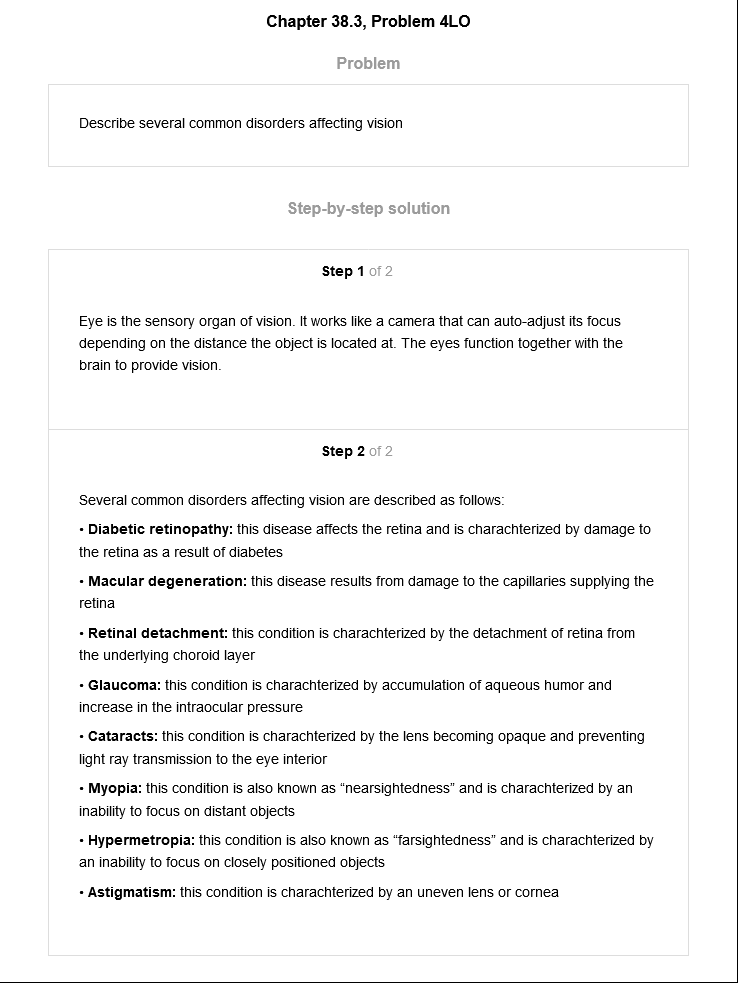 Chapter 38.3, Problem 4LO
Problem
Describe several common disorders affecting vision
Step-by-step solution
Step 1 of 2
Eye is the sensory organ of vision. It works like a camera that can auto-adjust its focus
depending on the distance the object is located at. The eyes function together with the
brain to provide vision.
Step 2 of 2
Several common disorders affecting vision are described as follows:
• Diabetic retinopathy: this disease affects the retina and is charachterized by damage to
the retina as a result of diabetes
• Macular degeneration: this disease results from damage to the capillaries supplying the
retina
• Retinal detachment: this condition is charachterized by the detachment of retina from
the underlying choroid layer
• Glaucoma: this condition is charachterized by accumulation of aqueous humor and
increase in the intraocular pressure
• Cataracts: this condition is charachterized by the lens becoming opaque and preventing
light ray transmission to the eye interior
• Myopia: this condition is also known as “nearsightedness” and is charachterized by an
inability to focus on distant objects
• Hypermetropia: this condition is also known as “farsightedness” and is charachterized by
an inability to focus on closely positioned objects
• Astigmatism: this condition is charachterized by an uneven lens or cornea